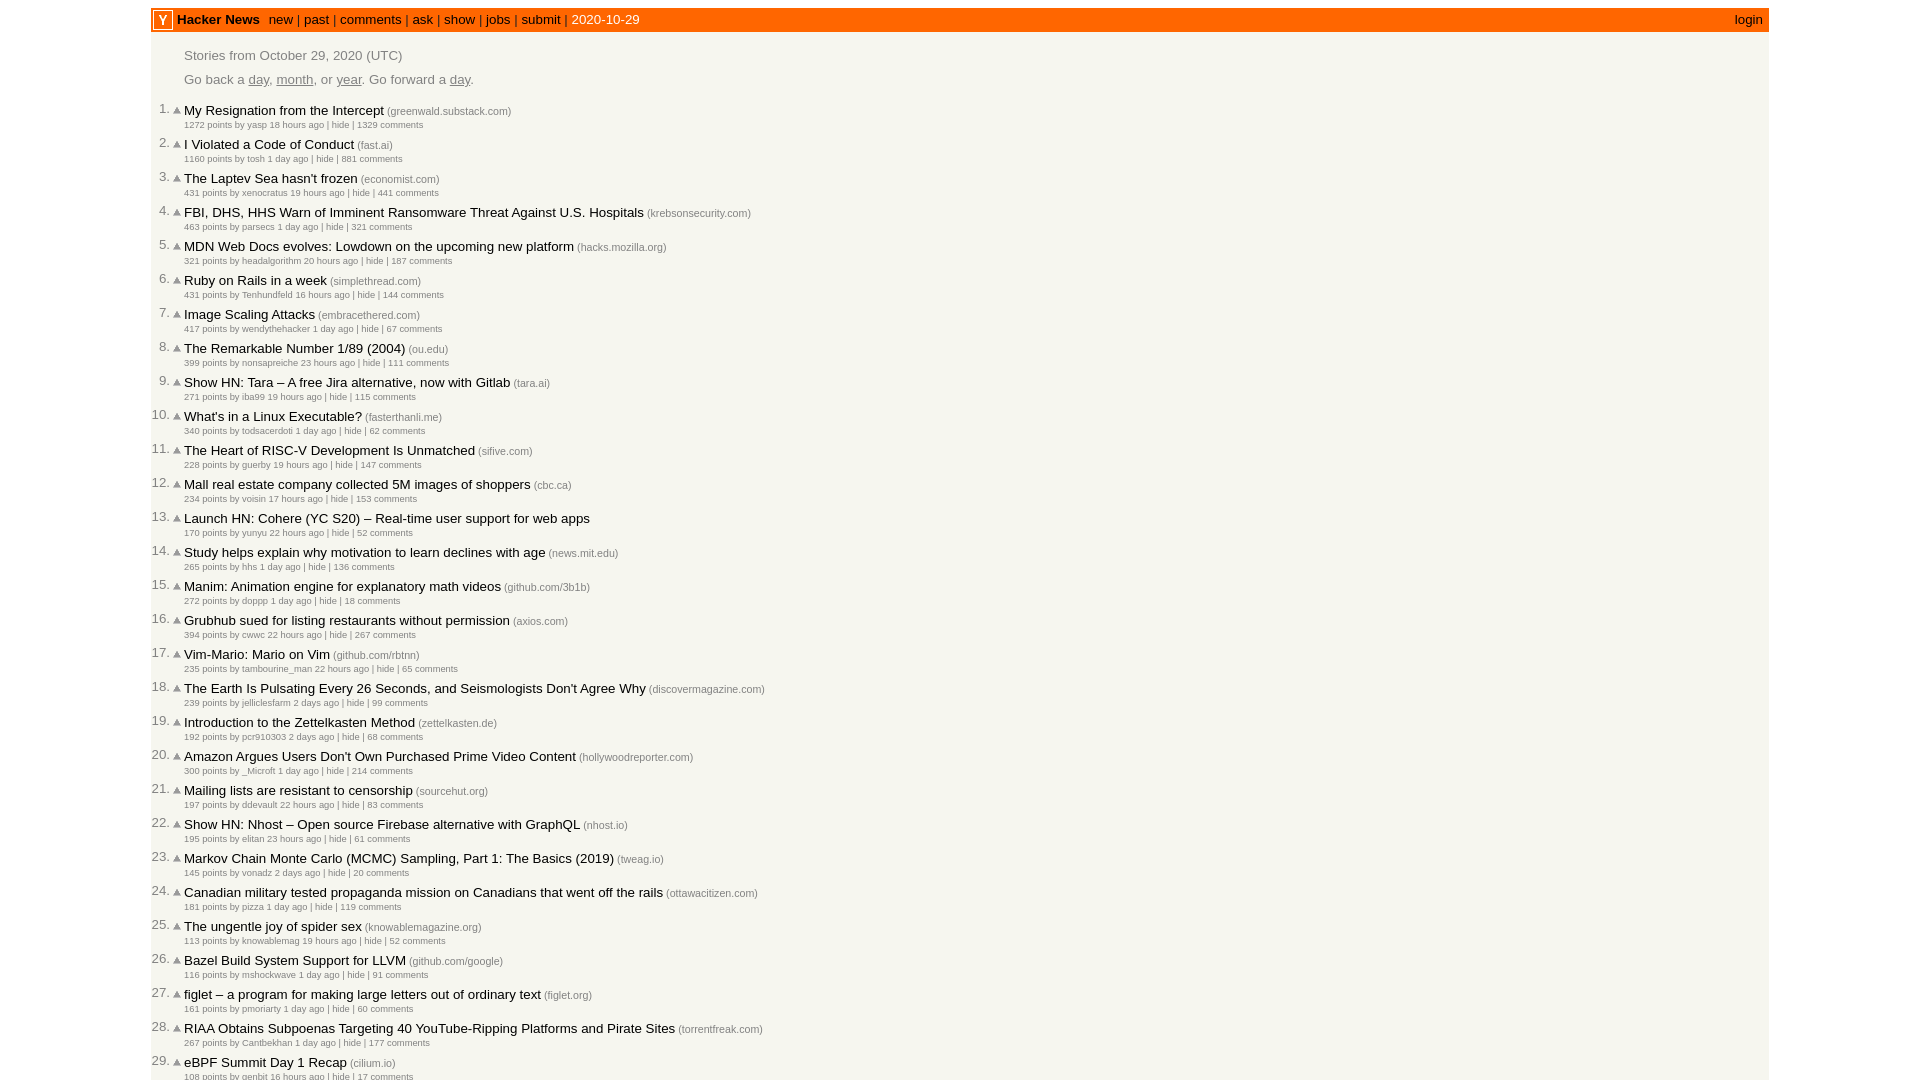 Y Hacker News new | past | comments | ask | show | jobs | submit | 2020-10-29 login
Stories from October 29, 2020 (UTC)
Go back a day, month, or year. Go forward a day.
1. My Resignation from the Intercept (greenwald.substack.com)
1272 points by yasp 18 hours ago | hide | 1329 comments
2. I Violated a Code of Conduct (fast.ai)
1160 points by tosh 1 day ago | hide | 881 comments
3. The Laptev Sea hasn't frozen (economist.com)
431 points by xenocratus 19 hours ago | hide | 441 comments
4. FBI, DHS, HHS Warn of Imminent Ransomware Threat Against U.S. Hospitals (krebsonsecurity.com)
463 points by parsecs 1 day ago | hide | 321 comments
5. MDN Web Docs evolves: Lowdown on the upcoming new platform (hacks.mozilla.org)
321 points by headalgorithm 20 hours ago | hide | 187 comments
6. Ruby on Rails in a week (simplethread.com)
431 points by Tenhundfeld 16 hours ago | hide | 144 comments
7. Image Scaling Attacks (embracethered.com)
417 points by wendythehacker 1 day ago | hide | 67 comments
8. The Remarkable Number 1/89 (2004) (ou.edu)
399 points by nonsapreiche 23 hours ago | hide | 111 comments
9. Show HN: Tara – A free Jira alternative, now with Gitlab (tara.ai)
271 points by iba99 19 hours ago | hide | 115 comments
10. What's in a Linux Executable? (fasterthanli.me)
340 points by todsacerdoti 1 day ago | hide | 62 comments
11. The Heart of RISC-V Development Is Unmatched (sifive.com)
228 points by guerby 19 hours ago | hide | 147 comments
12. Mall real estate company collected 5M images of shoppers (cbc.ca)
234 points by voisin 17 hours ago | hide | 153 comments
13. Launch HN: Cohere (YC S20) – Real-time user support for web apps
170 points by yunyu 22 hours ago | hide | 52 comments
14. Study helps explain why motivation to learn declines with age (news.mit.edu)
265 points by hhs 1 day ago | hide | 136 comments
15. Manim: Animation engine for explanatory math videos (github.com/3b1b)
272 points by doppp 1 day ago | hide | 18 comments
16. Grubhub sued for listing restaurants without permission (axios.com)
394 points by cwwc 22 hours ago | hide | 267 comments
17. Vim-Mario: Mario on Vim (github.com/rbtnn)
235 points by tambourine_man 22 hours ago | hide | 65 comments
18. The Earth Is Pulsating Every 26 Seconds, and Seismologists Don't Agree Why (discovermagazine.com)
239 points by jelliclesfarm 2 days ago | hide | 99 comments
19. Introduction to the Zettelkasten Method (zettelkasten.de)
192 points by pcr910303 2 days ago | hide | 68 comments
20. Amazon Argues Users Don't Own Purchased Prime Video Content (hollywoodreporter.com)
300 points by _Microft 1 day ago | hide | 214 comments
21. Mailing lists are resistant to censorship (sourcehut.org)
197 points by ddevault 22 hours ago | hide | 83 comments
22. Show HN: Nhost – Open source Firebase alternative with GraphQL (nhost.io)
195 points by elitan 23 hours ago | hide | 61 comments
23. Markov Chain Monte Carlo (MCMC) Sampling, Part 1: The Basics (2019) (tweag.io)
145 points by vonadz 2 days ago | hide | 20 comments
24. Canadian military tested propaganda mission on Canadians that went off the rails (ottawacitizen.com)
181 points by pizza 1 day ago | hide | 119 comments
25. The ungentle joy of spider sex (knowablemagazine.org)
113 points by knowablemag 19 hours ago | hide | 52 comments
26. Bazel Build System Support for LLVM (github.com/google)
116 points by mshockwave 1 day ago | hide | 91 comments
27. figlet – a program for making large letters out of ordinary text (figlet.org)
161 points by pmoriarty 1 day ago | hide | 60 comments
28. RIAA Obtains Subpoenas Targeting 40 YouTube-Ripping Platforms and Pirate Sites (torrentfreak.com)
267 points by Cantbekhan 1 day ago | hide | 177 comments
29. eBPF Summit Day 1 Recap (cilium.io)
108 points by genbit 16 hours ago | hide | 17 comments